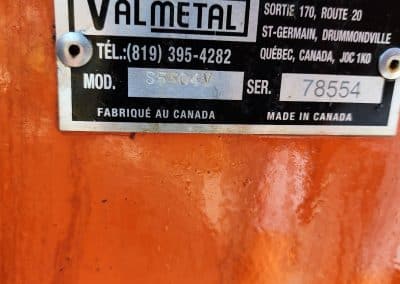 VALMETAL
SORTIE 170, ROUTE 20
ST-GERMAIN, DRUMMONDVILLE
QUÉBEC, CANADA, J0C 1K0
TÉL.:(819) 395-4282
MOD. SER. 78554
FABRIQUÉ AU CANADA MADE IN CANADA